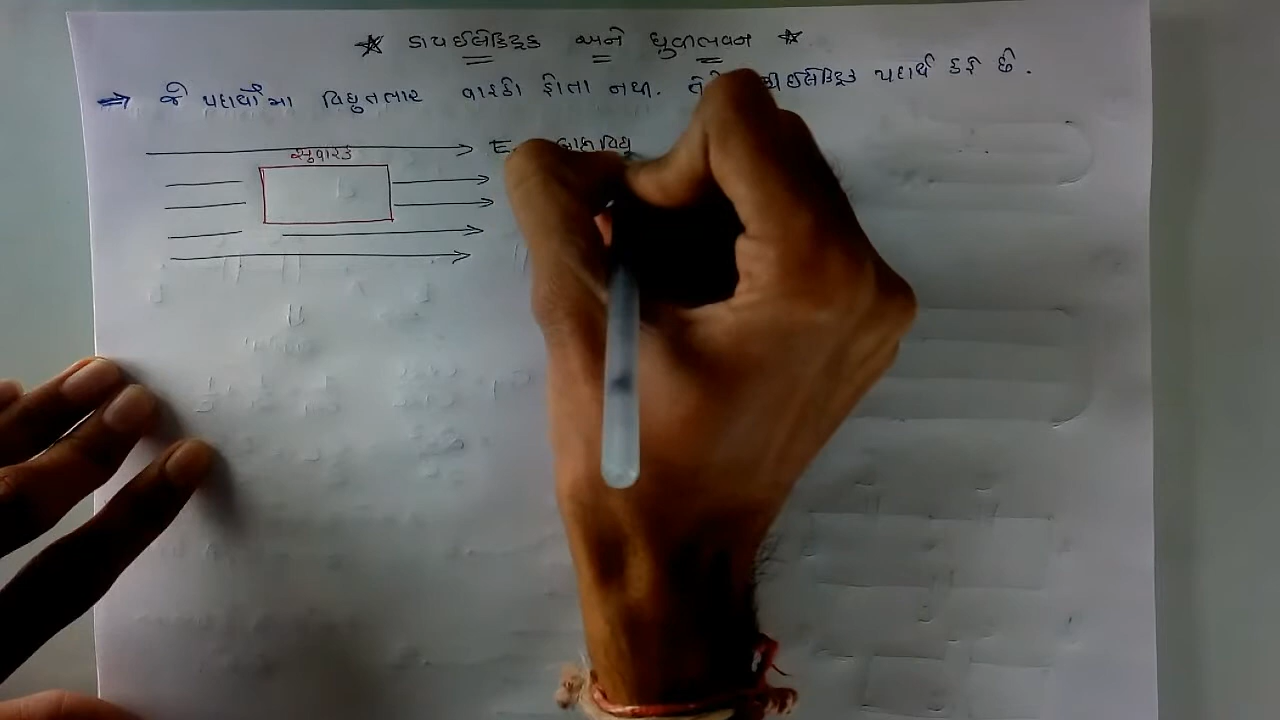 ડાયઈલેક્ટ્રિક અને ધ્રુવીભવન
⇒ જે પદાર્થોમા વિદ્યુતભાર વાહકો હોતા નથી. ડાયઈલેક્ટ્રિક પદાર્થ કહે છે.
સુવાહક
E